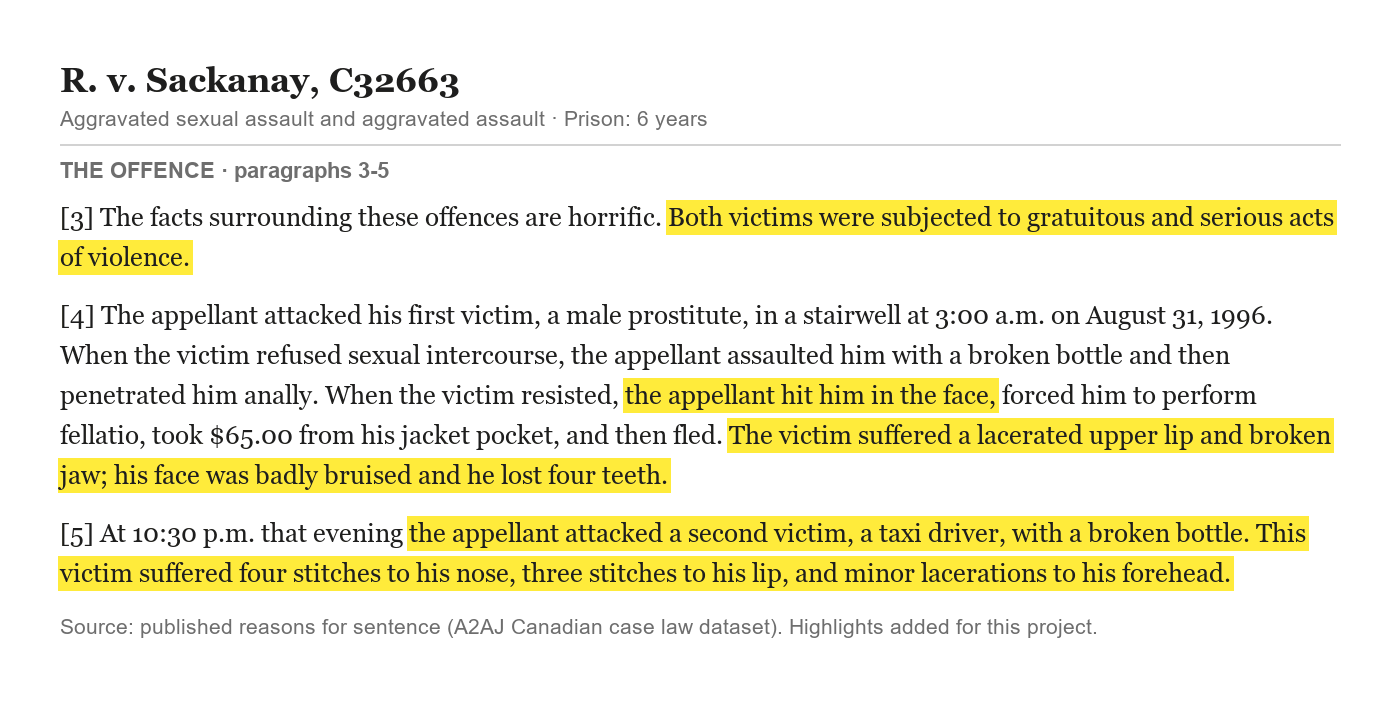 R. v. Sackanay, C32663
Aggravated sexual assault and aggravated assault · Prison: 6 years
THE OFFENCE · paragraphs 3-5
[3] The facts surrounding these offences are horrific. Both victims were subjected to gratuitous and serious acts
of violence.
[4] The appellant attacked his first victim, a male prostitute, in a stairwell at 3:00 a.m. on August 31, 1996.
When the victim refused sexual intercourse, the appellant assaulted him with a broken bottle and then
penetrated him anally. When the victim resisted, the appellant hit him in the face, forced him to perform
fellatio, took $65.00 from his jacket pocket, and then fled. The victim suffered a lacerated upper lip and broken
jaw; his face was badly bruised and he lost four teeth.
[5] At 10:30 p.m. that evening the appellant attacked a second victim, a taxi driver, with a broken bottle. This
victim suffered four stitches to his nose, three stitches to his lip, and minor lacerations to his forehead.
Source: published reasons for sentence (A2AJ Canadian case law dataset). Highlights added for this project.